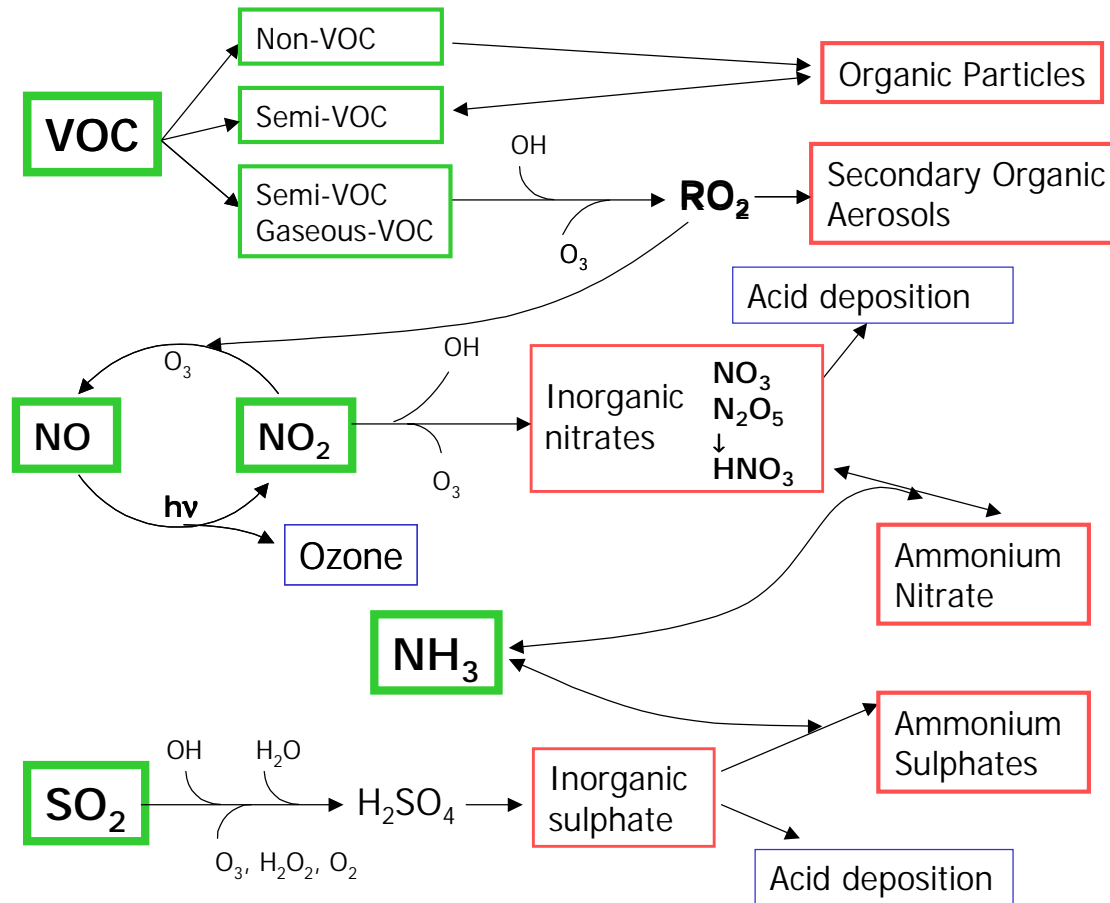 Non-VOC
Organic Particles
VOC
Semi-VOC
OH
Semi-VOC
Gaseous-VOC
RO₂
Secondary Organic
Aerosols
O₃
Acid deposition
O₃
OH
NO
NO₂
Inorganic
nitrates
NO₃
N₂O₅
↓
HNO₃
O₃
hν
Ozone
Ammonium
Nitrate
NH₃
Ammonium
Sulphates
OH
H₂O
SO₂
H₂SO₄
Inorganic
sulphate
O₃, H₂O₂, O₂
Acid deposition